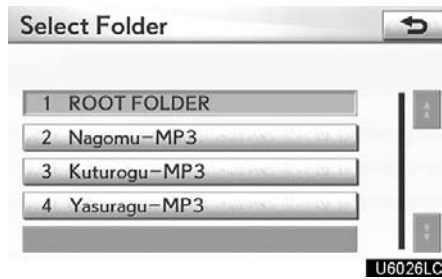 Select Folder
1 ROOT FOLDER
2 Nagomu-MP3
3 Kuturogu-MP3
4 Yasuragu-MP3
U6026LC